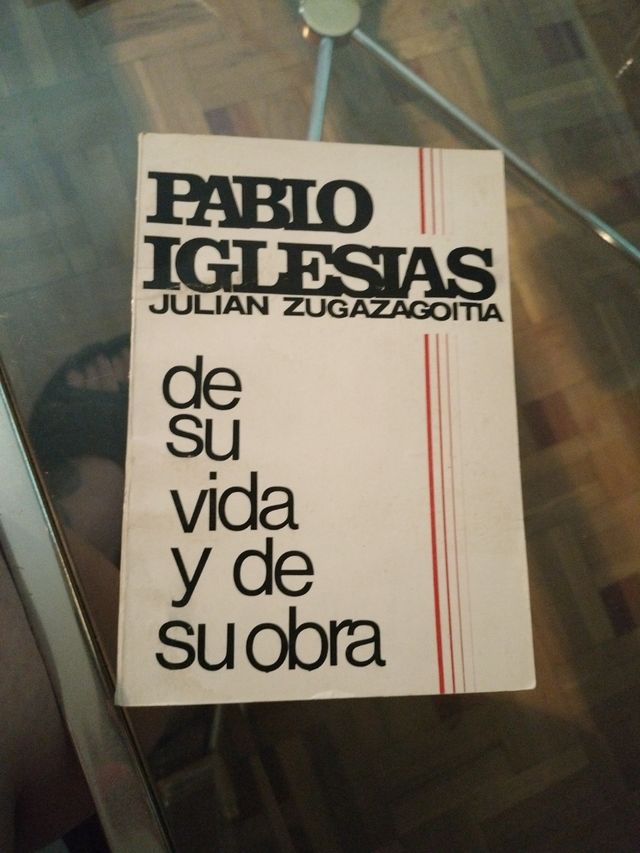 PABLO
IGLESIAS
JULIAN ZUGAZAGOITIA
de
su
vida
y de
su obra